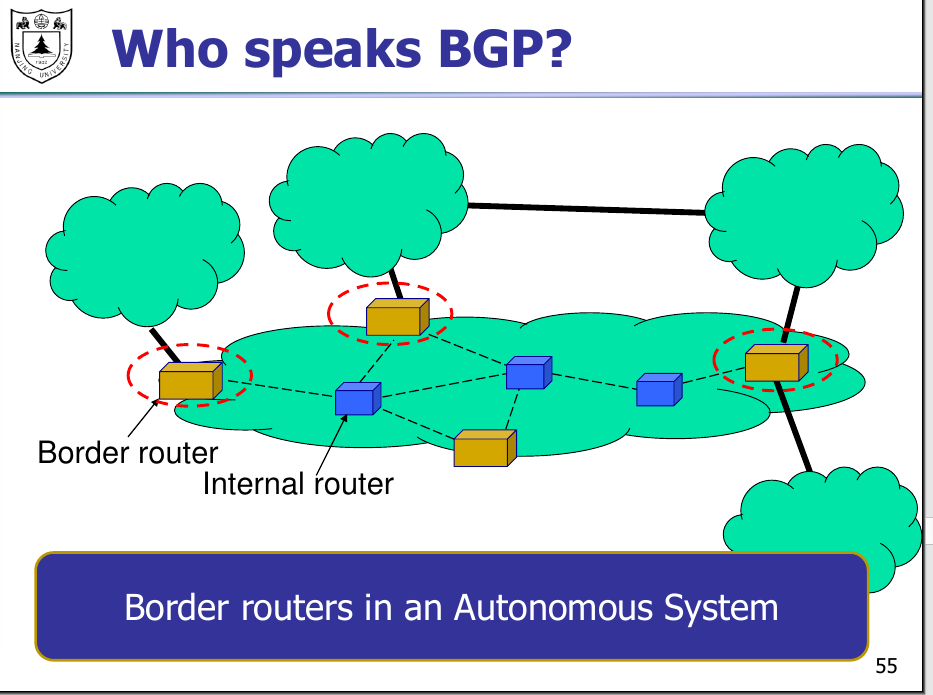 Who speaks BGP?
NANJING UNIVERSITY
1902
Border router
Internal router
Border routers in an Autonomous System
55